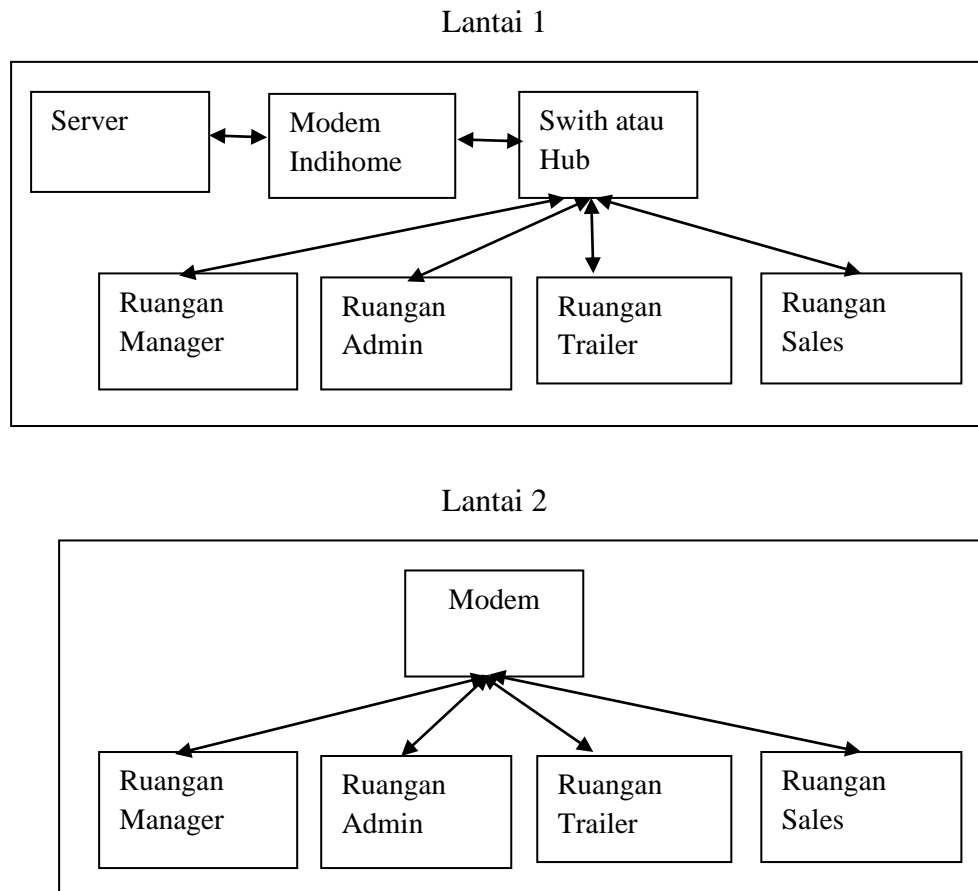 Lantai 1
Server
Modem
Indihome
Swith atau
Hub
Ruangan
Manager
Ruangan
Admin
Ruangan
Trailer
Ruangan
Sales
Lantai 2
Modem
Ruangan
Manager
Ruangan
Admin
Ruangan
Trailer
Ruangan
Sales